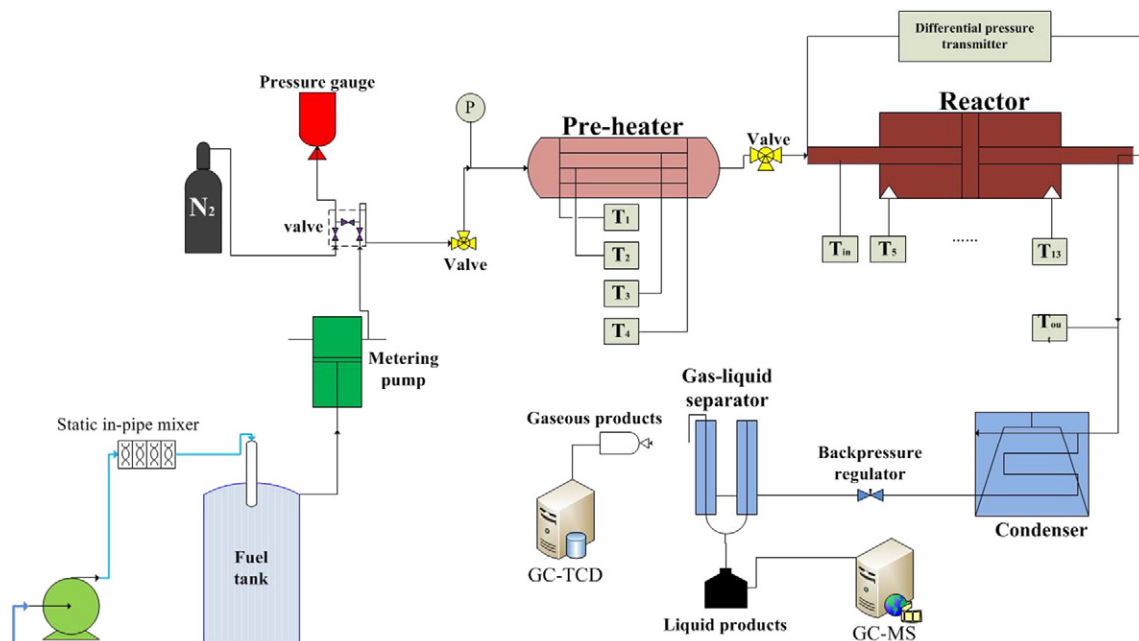 Differential pressure
transmitter
Pressure gauge
Reactor
P
Pre-heater
Valve
N2
valve
Valve
T1
T2
T3
T4
Tin
T5
......
T13
Tou
t
Metering
pump
Gas-liquid
separator
Gaseous products
Static in-pipe mixer
Backpressure
regulator
Condenser
Fuel
tank
GC-TCD
Liquid products
GC-MS